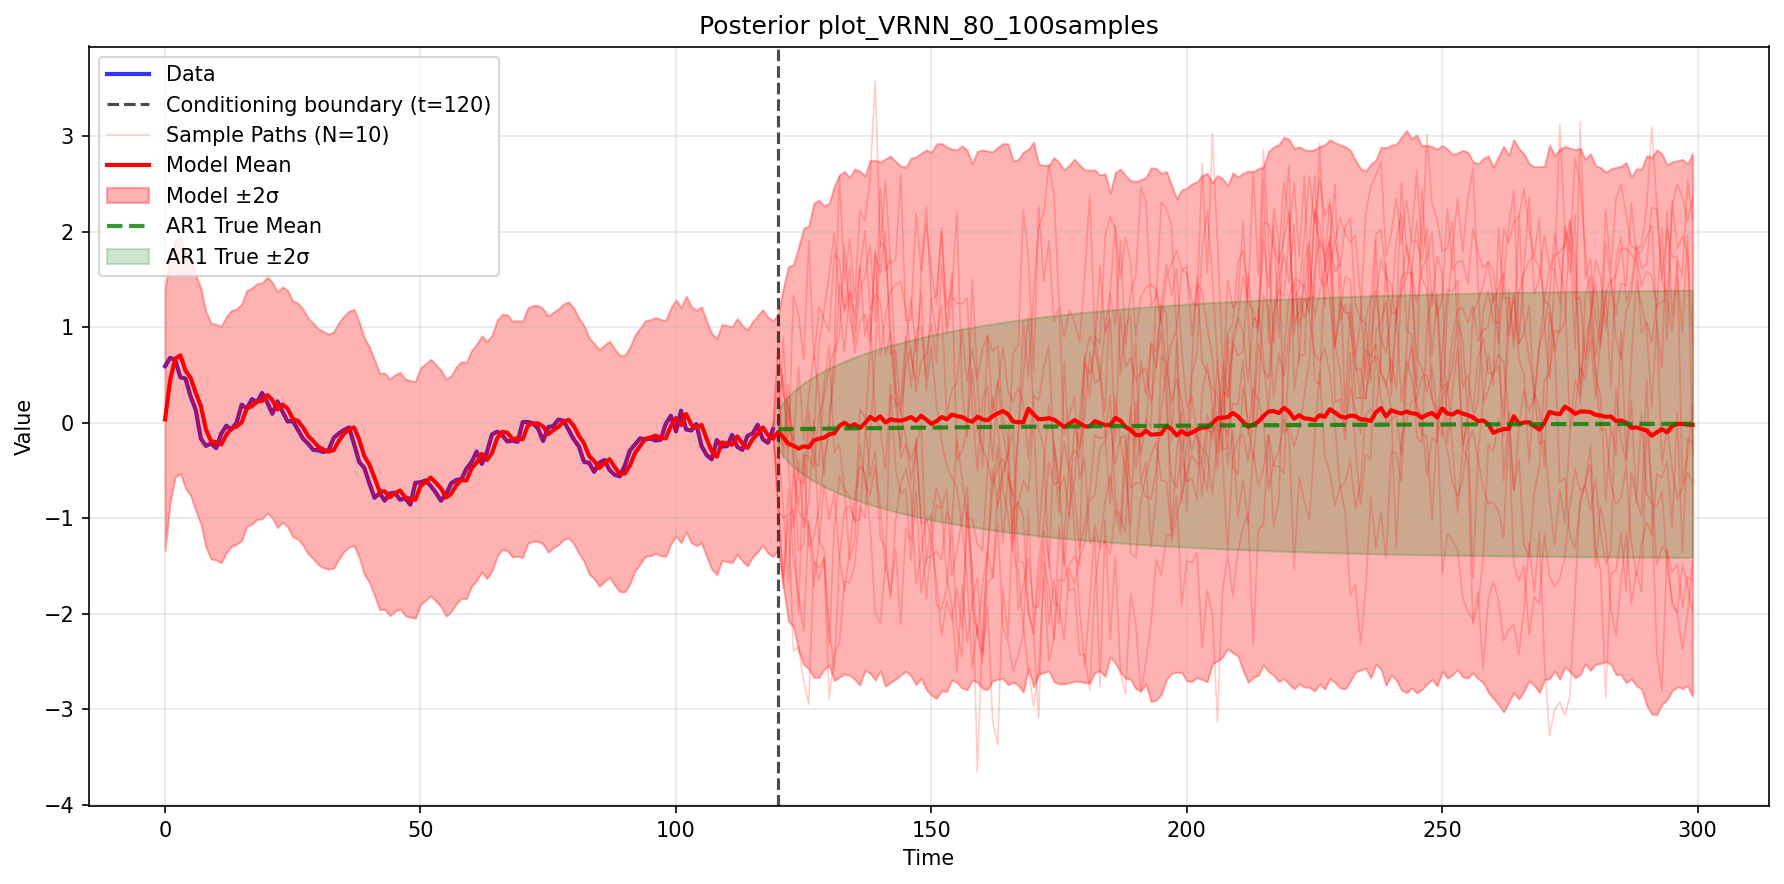 Posterior plot_VRNN_80_100samples
Data
Conditioning boundary (t=120)
Sample Paths (N=10)
Model Mean
Model ±2σ
AR1 True Mean
AR1 True ±2σ
Value
3
2
1
0
−1
−2
−3
−4
0 50 100 150 200 250 300
Time